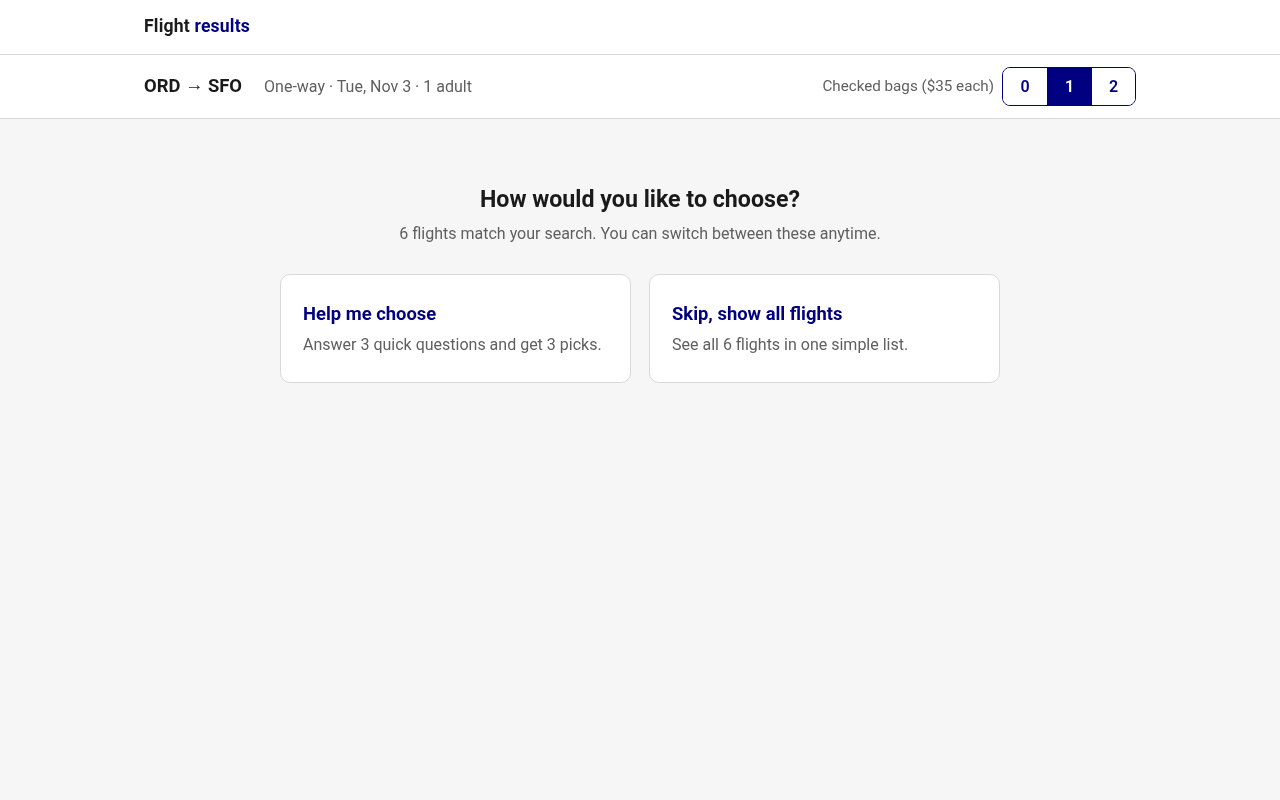 Flight results
ORD → SFO One-way · Tue, Nov 3 · 1 adult Checked bags ($35 each) 0 1 2
How would you like to choose?
6 flights match your search. You can switch between these anytime.
Help me choose
Answer 3 quick questions and get 3 picks.
Skip, show all flights
See all 6 flights in one simple list.